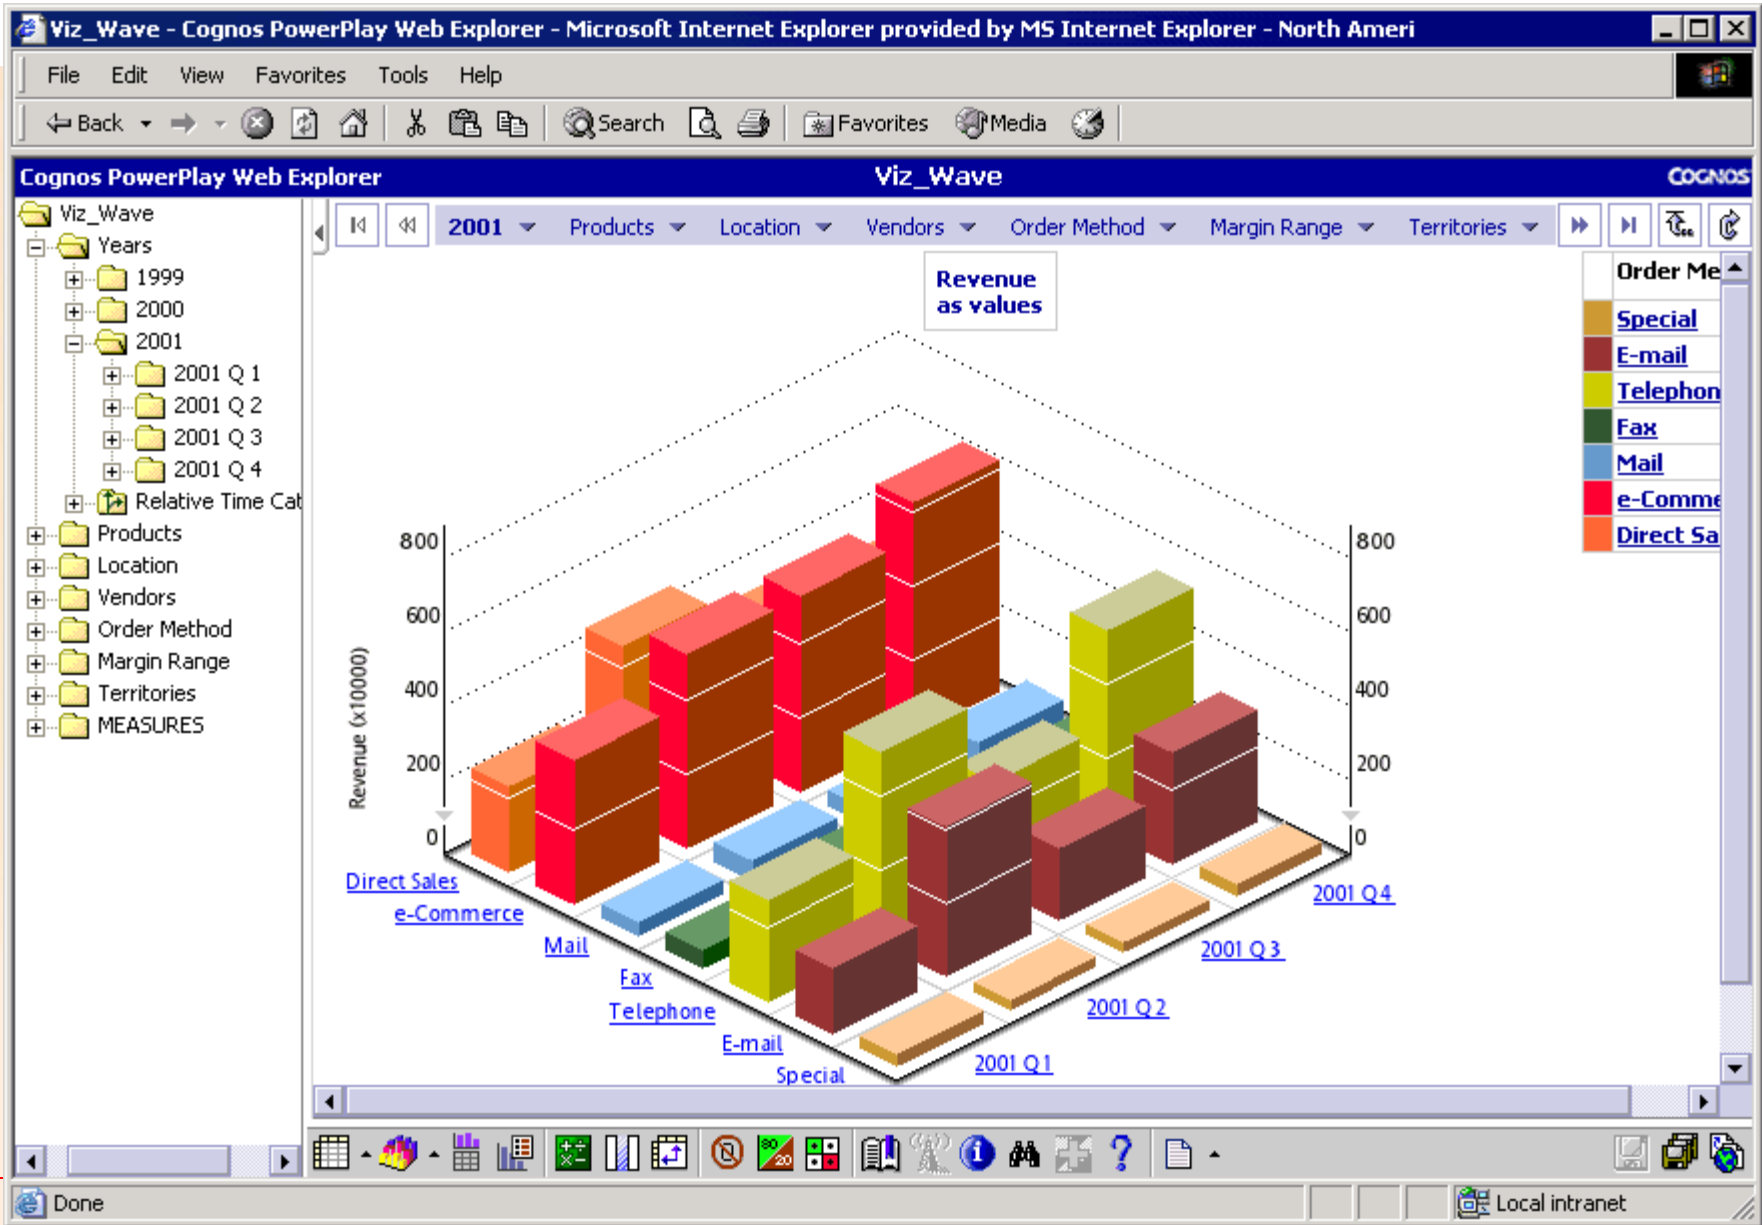 Viz_Wave - Cognos PowerPlay Web Explorer - Microsoft Internet Explorer provided by MS Internet Explorer - North Ameri
File Edit View Favorites Tools Help
Back Search Favorites Media
Cognos PowerPlay Web Explorer Viz_Wave COGNOS
Viz_Wave
Years
1999
2000
2001
2001 Q 1
2001 Q 2
2001 Q 3
2001 Q 4
Relative Time Cat
Products
Location
Vendors
Order Method
Margin Range
Territories
MEASURES
2001 Products Location Vendors Order Method Margin Range Territories
Revenue
as values
Order Me
Special
E-mail
Telephon
Fax
Mail
e-Comme
Direct Sa
Revenue (x10000)
800
600
400
200
0
800
600
400
200
0
Direct Sales
e-Commerce
Mail
Fax
Telephone
E-mail
Special
2001 Q 1
2001 Q 2
2001 Q 3
2001 Q 4
80
20
Done Local intranet